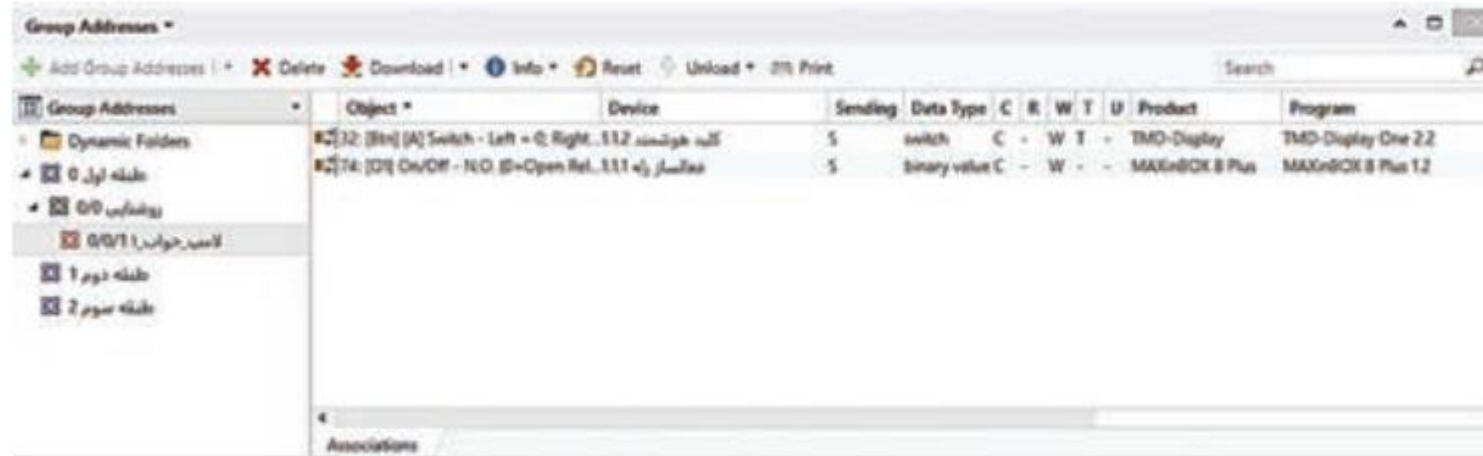 Group Addresses
Add Group Addresses Delete Download Info Reset Unload Print Search
Group Addresses Object Device Sending Data Type C R W T U Product Program
Dynamic Folders
32: [Btn] [A] Switch - Left = 0; Right... 1.1.2 کلید هوشمند S switch C - W T - TMD-Display TMD-Display One 2.2
0 طبقه اول
74: [O1] On/Off - N.O. (0=Open Rel... 1.1.1 فعالساز رله S binary value C - W - - MAXinBOX 8 Plus MAXinBOX 8 Plus 1.2
0/0 روشنایی
0/0/1 لامپ_خواب_1
1 طبقه دوم
2 طبقه سوم
Associations